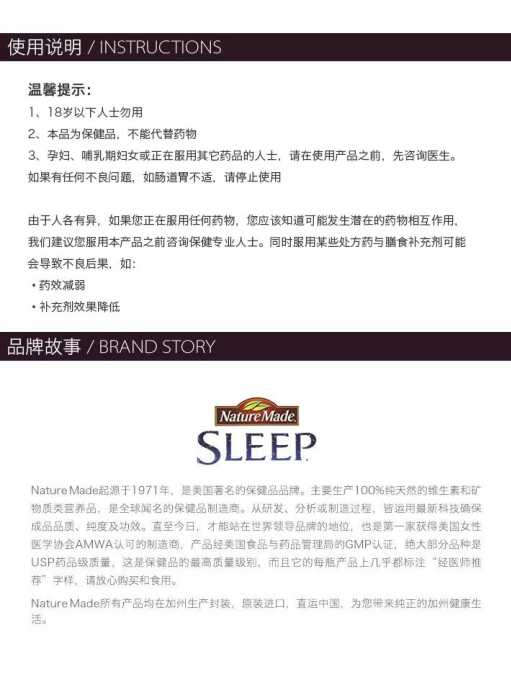 使用说明 / INSTRUCTIONS
温馨提示：
1、18岁以下人士勿用
2、本品为保健品，不能代替药物
3、孕妇、哺乳期妇女或正在服用其它药品的人士，请在使用产品之前，先咨询医生。
如果有任何不良问题，如肠道胃不适，请停止使用
由于人各有异，如果您正在服用任何药物，您应该知道可能发生潜在的药物相互作用，
我们建议您服用本产品之前咨询保健专业人士。同时服用某些处方药与膳食补充剂可能
会导致不良后果，如：
・药效减弱
・补充剂效果降低
品牌故事 / BRAND STORY
Nature Made
SLEEP
Nature Made起源于1971年，是美国著名的保健品品牌。主要生产100%纯天然的维生素和矿
物质类营养品，是全球闻名的保健品制造商。从研发、分析或制造过程，皆运用最新科技确保
成品品质、纯度及功效。直至今日，才能站在世界领导品牌的地位，也是第一家获得美国女性
医学协会AMWA认可的制造商，产品经美国食品与药品管理局的GMP认证，绝大部分品种是
USP药品级质量，这是保健品的最高质量级别，而且它的每瓶产品上几乎都标注“经医师推
荐”字样，请放心购买和食用。
Nature Made所有产品均在加州生产封装，原装进口，直运中国，为您带来纯正的加州健康生
活。